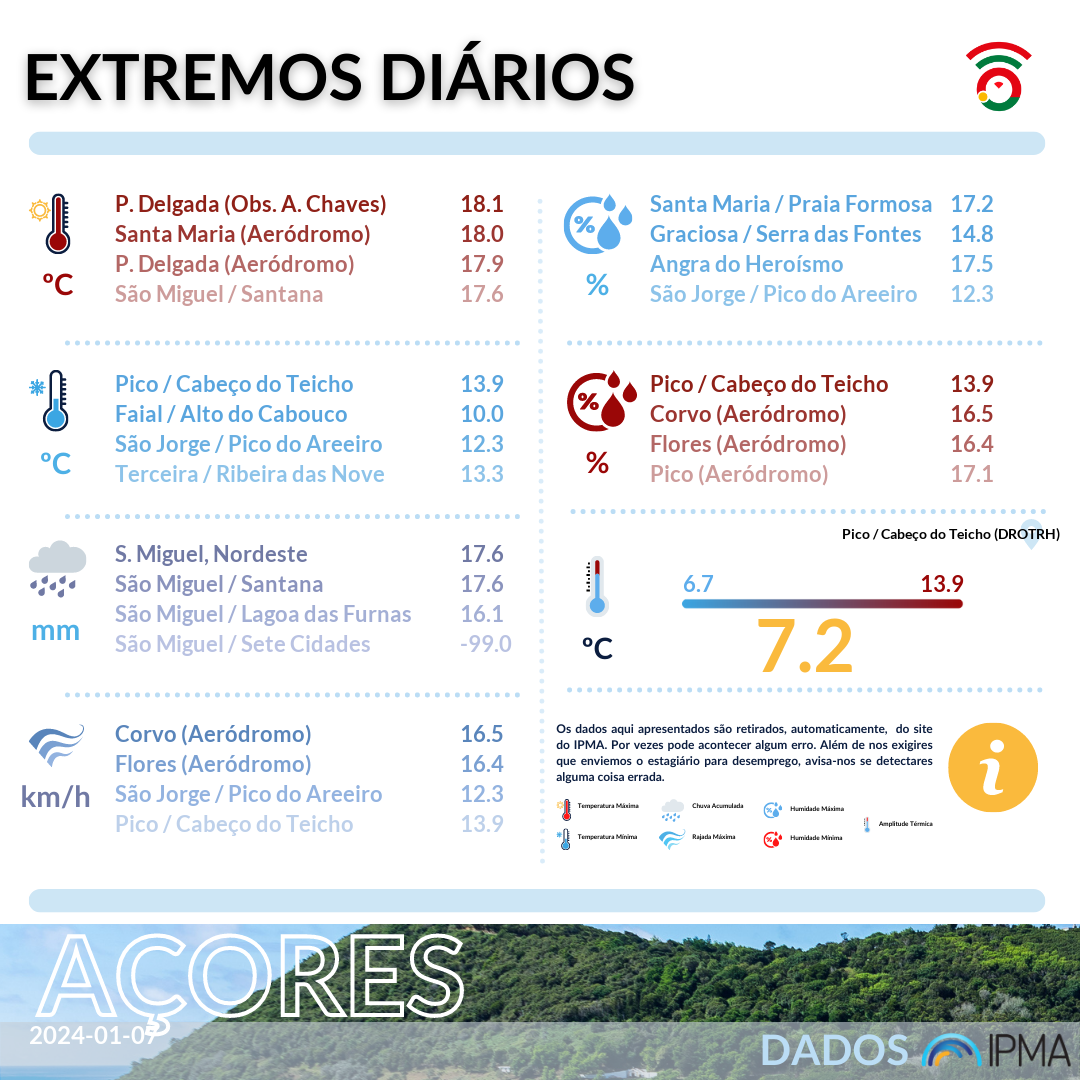 EXTREMOS DIÁRIOS
P. Delgada (Obs. A. Chaves) 18.1
Santa Maria (Aeródromo) 18.0
P. Delgada (Aeródromo) 17.9
São Miguel / Santana 17.6
ºC
Pico / Cabeço do Teicho 13.9
Faial / Alto do Cabouco 10.0
São Jorge / Pico do Areeiro 12.3
Terceira / Ribeira das Nove 13.3
ºC
S. Miguel, Nordeste 17.6
São Miguel / Santana 17.6
São Miguel / Lagoa das Furnas 16.1
São Miguel / Sete Cidades -99.0
mm
Corvo (Aeródromo) 16.5
Flores (Aeródromo) 16.4
São Jorge / Pico do Areeiro 12.3
Pico / Cabeço do Teicho 13.9
km/h
%
Santa Maria / Praia Formosa 17.2
Graciosa / Serra das Fontes 14.8
Angra do Heroísmo 17.5
São Jorge / Pico do Areeiro 12.3
%
%
Pico / Cabeço do Teicho 13.9
Corvo (Aeródromo) 16.5
Flores (Aeródromo) 16.4
Pico (Aeródromo) 17.1
%
Pico / Cabeço do Teicho (DROTRH)
6.7 13.9
7.2
ºC
Os dados aqui apresentados são retirados, automaticamente, do site
do IPMA. Por vezes pode acontecer algum erro. Além de nos exigires
que enviemos o estagiário para desemprego, avisa-nos se detectares
alguma coisa errada.
i
Temperatura Máxima Chuva Acumulada Humidade Máxima
Amplitude Térmica
Temperatura Mínima Rajada Máxima Humidade Mínima
AÇORES
2024-01-07
DADOS IPMA